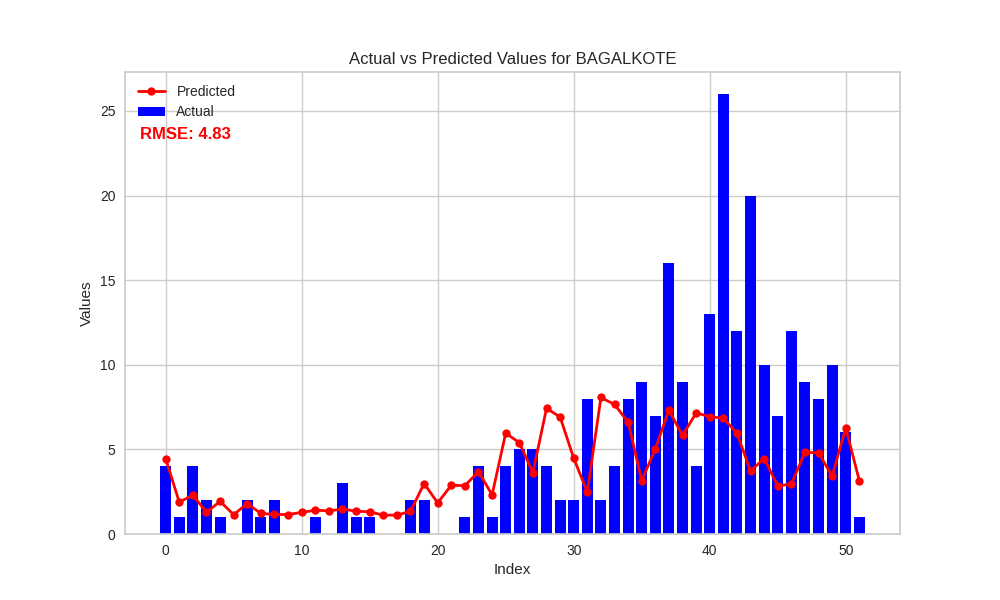 Actual vs Predicted Values for BAGALKOTE
Predicted
Actual
RMSE: 4.83
Values
25
20
15
10
5
0
0 10 20 30 40 50
Index